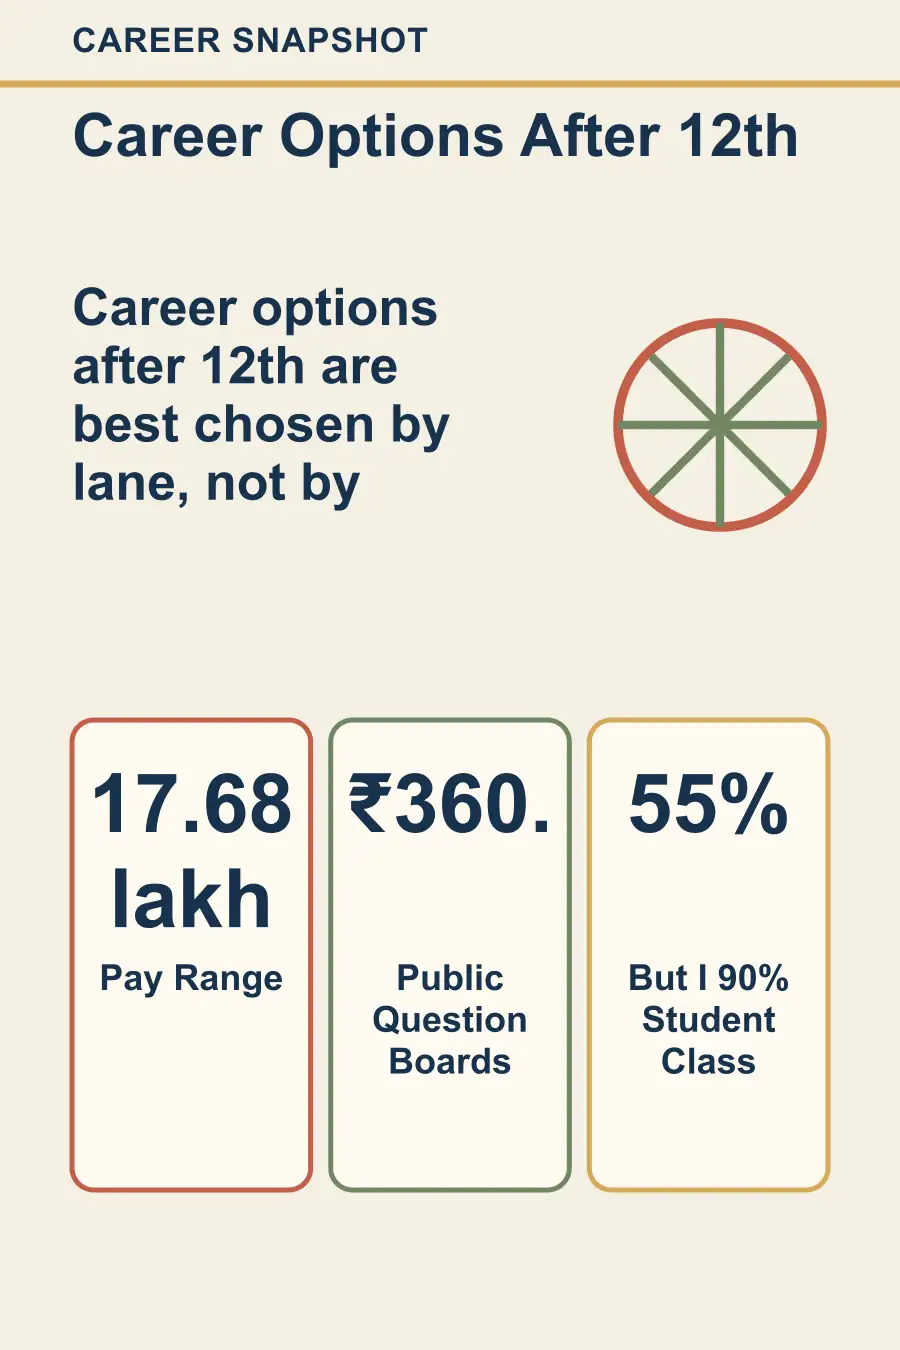 CAREER SNAPSHOT
Career Options After 12th
Career options
after 12th are
best chosen by
lane, not by
17.68
lakh
Pay Range
₹360.
Public
Question
Boards
55%
But I 90%
Student
Class